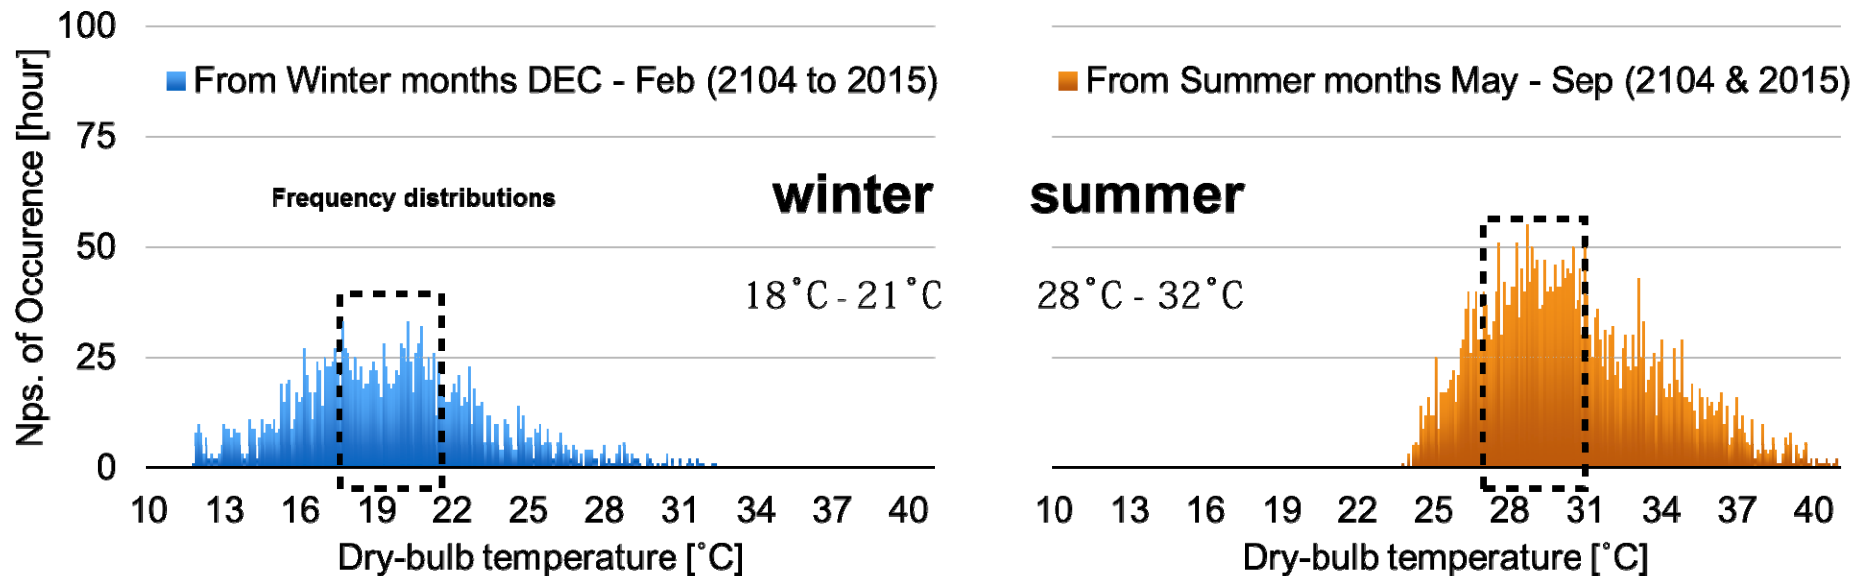 Nps. of Occurence [hour]
100
75
50
25
0
From Winter months DEC - Feb (2104 to 2015)
Frequency distributions
winter
18˚C - 21˚C
10 13 16 19 22 25 28 31 34 37 40
Dry-bulb temperature [˚C]
From Summer months May - Sep (2104 & 2015)
summer
28˚C - 32˚C
10 13 16 19 22 25 28 31 34 37 40
Dry-bulb temperature [˚C]